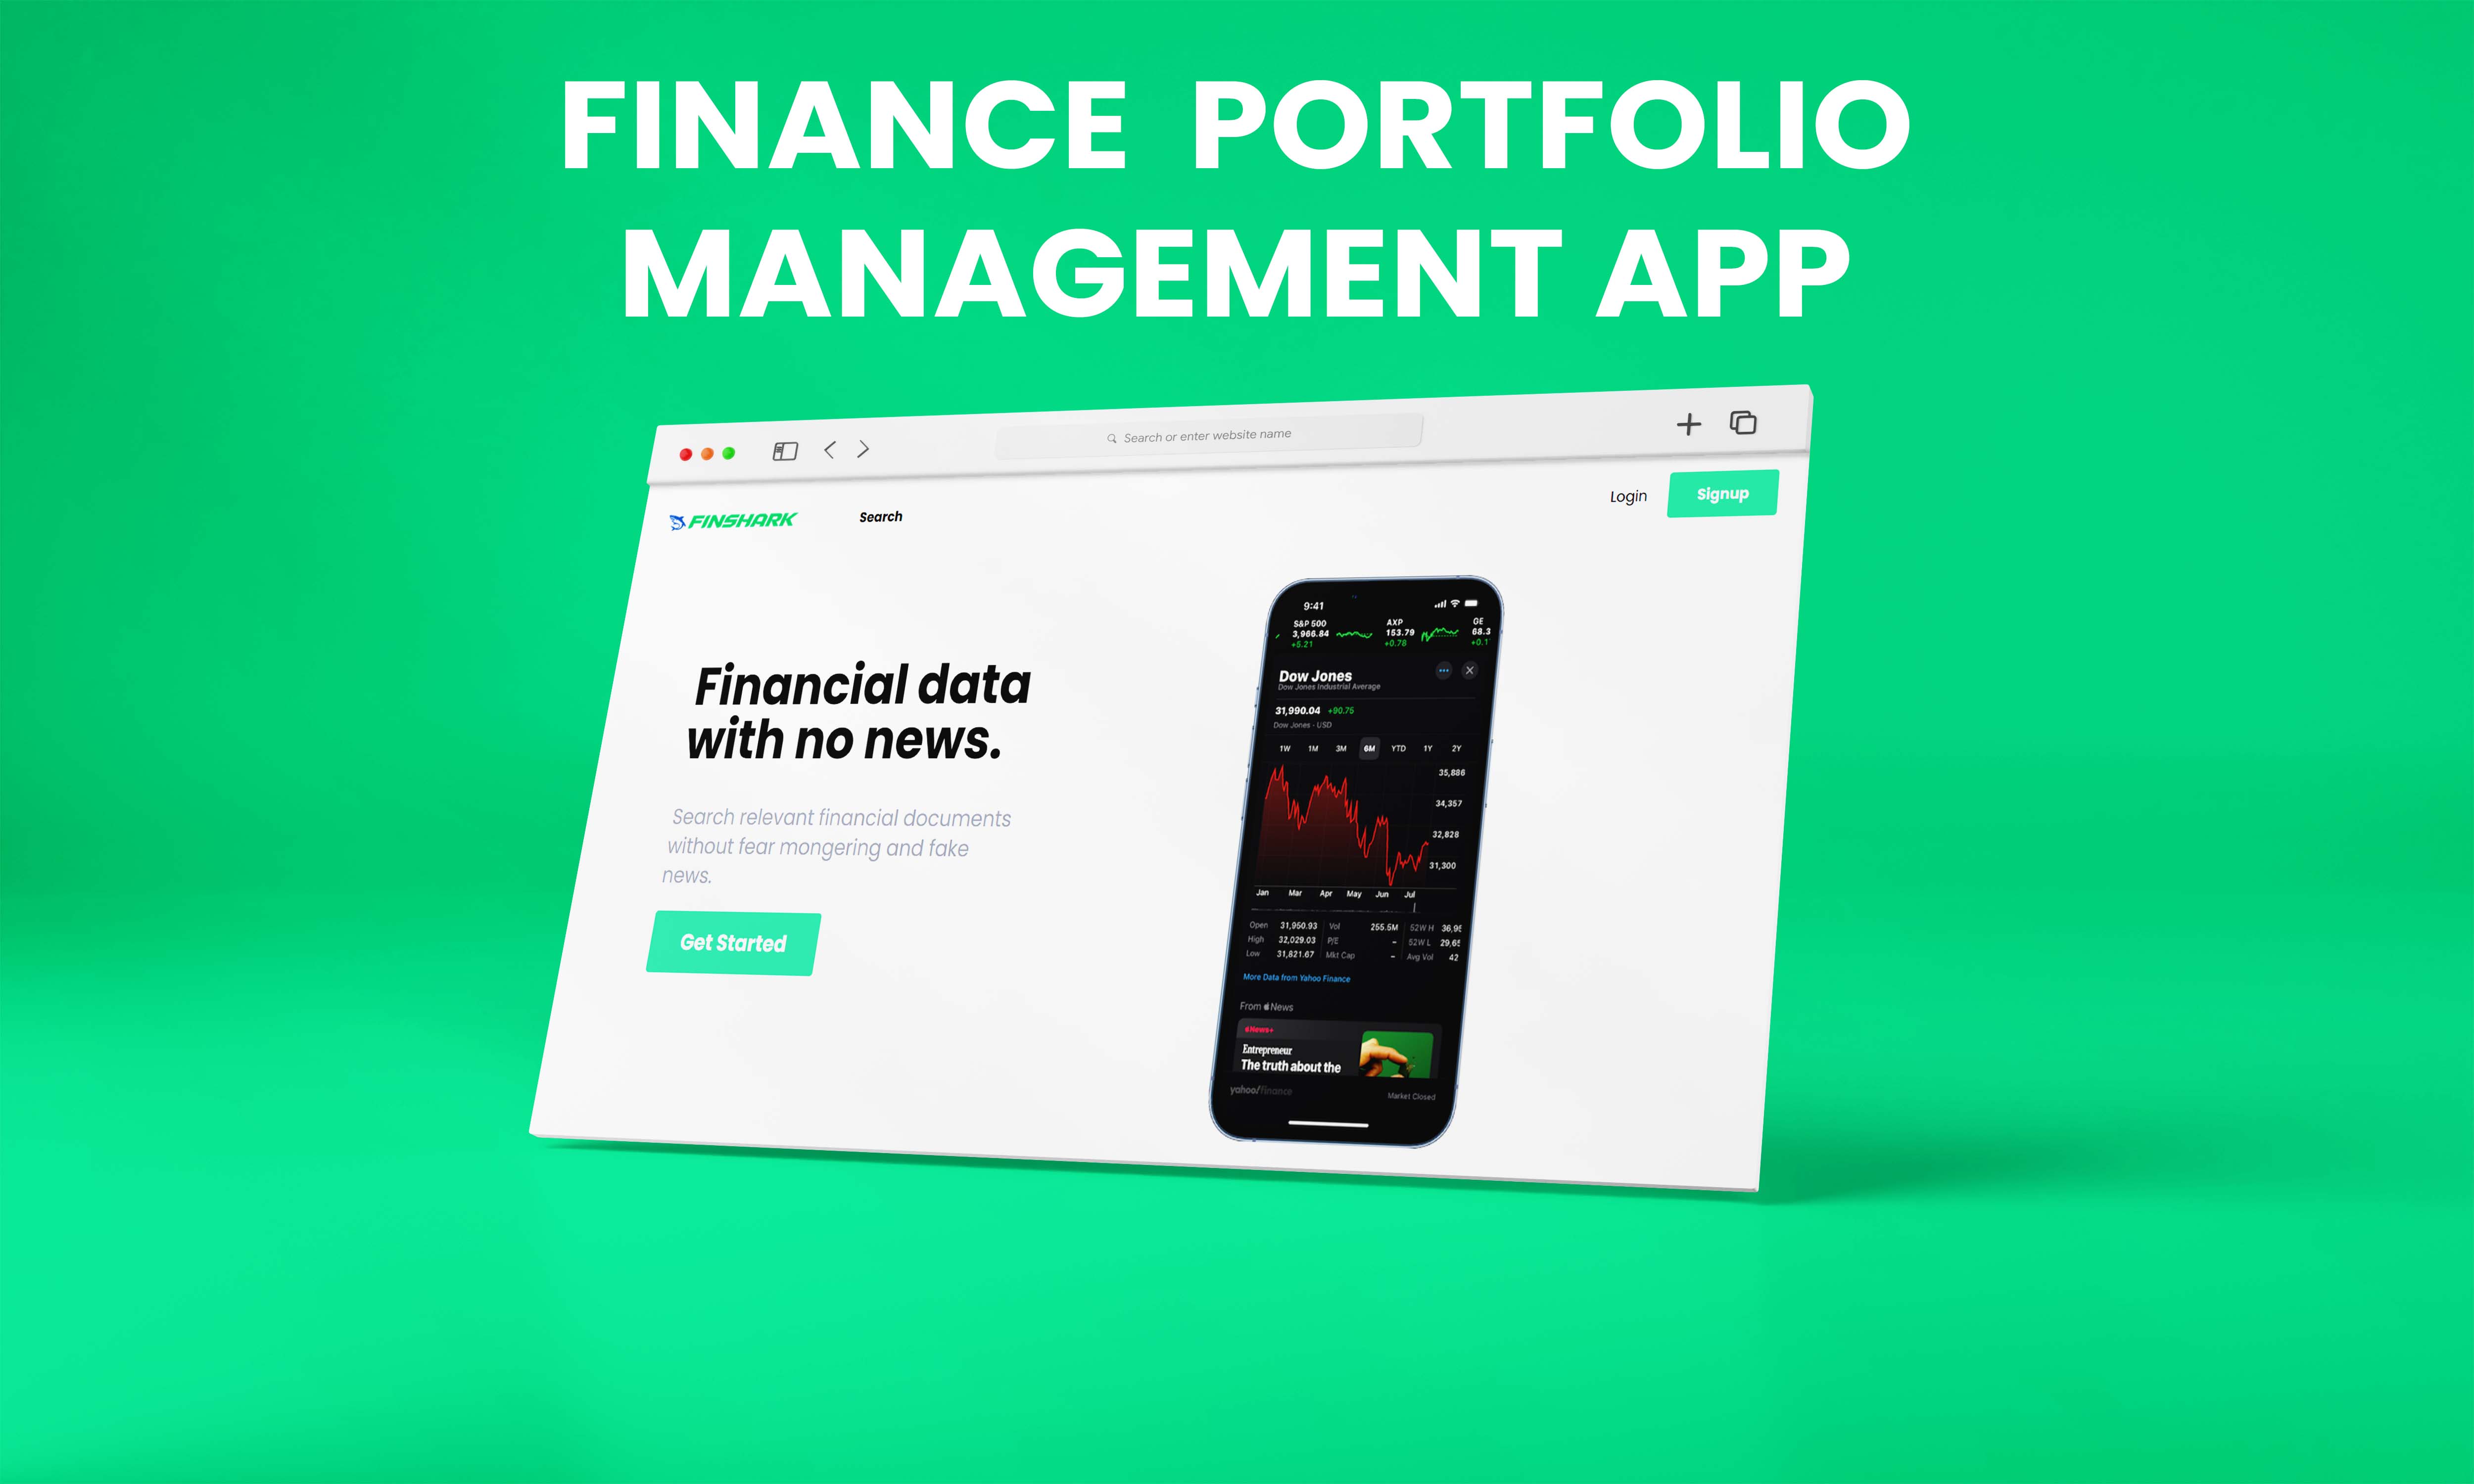 FINANCE PORTFOLIO
MANAGEMENT APP
Search or enter website name
FINSHARK
Search
Login
Signup
Financial data
with no news.
Search relevant financial documents
without fear mongering and fake
news.
Get Started
9:41
S&P 500
3,966.84
+5.21
AXP
153.79
+0.78
GE
68.3
+0.1
Dow Jones
Dow Jones Industrial Average
31,990.04 +90.75
Dow Jones · USD
1W 1M 3M 6M YTD 1Y 2Y
35,886
34,357
32,828
31,300
Jan Mar Apr May Jun Jul
Open 31,950.93 Vol 255.5M 52W H 36,95
High 32,029.03 P/E – 52W L 29,65
Low 31,821.67 Mkt Cap – Avg Vol 42
More Data from Yahoo Finance
From News
News+
Entrepreneur
The truth about the
yahoo!finance
Market Closed